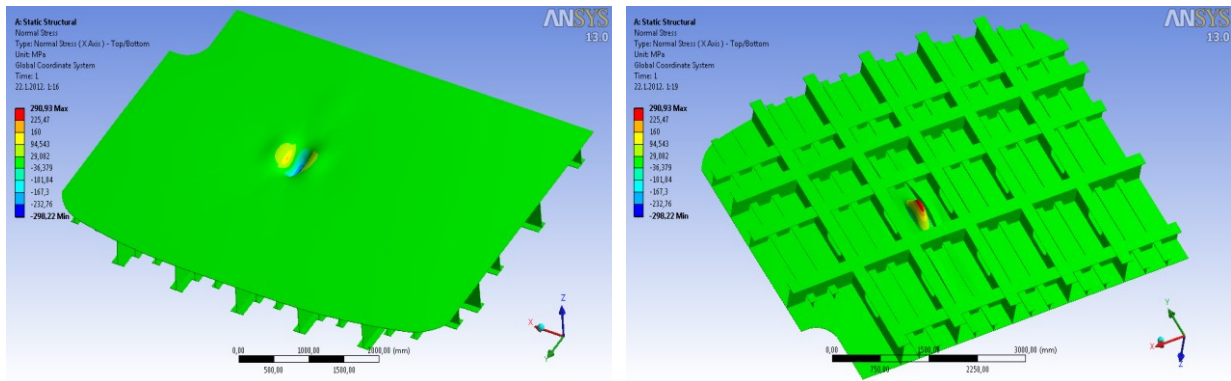 A: Static Structural
Normal Stress
Type: Normal Stress ( X Axis ) - Top/Bottom
Unit: MPa
Global Coordinate System
Time: 1
22.1.2012. 1:16
290,93 Max
225,47
160
94,543
29,082
-36,379
-101,84
-167,3
-232,76
-298,22 Min
ANSYS
13.0
0,00
1000,00
2000,00 (mm)
500,00
1500,00
X
Y
Z
A: Static Structural
Normal Stress
Type: Normal Stress ( X Axis ) - Top/Bottom
Unit: MPa
Global Coordinate System
Time: 1
22.1.2012. 1:19
290,93 Max
225,47
160
94,543
29,082
-36,379
-101,84
-167,3
-232,76
-298,22 Min
ANSYS
13.0
0,00
1500,00
3000,00 (mm)
750,00
2250,00
Y
X
Z